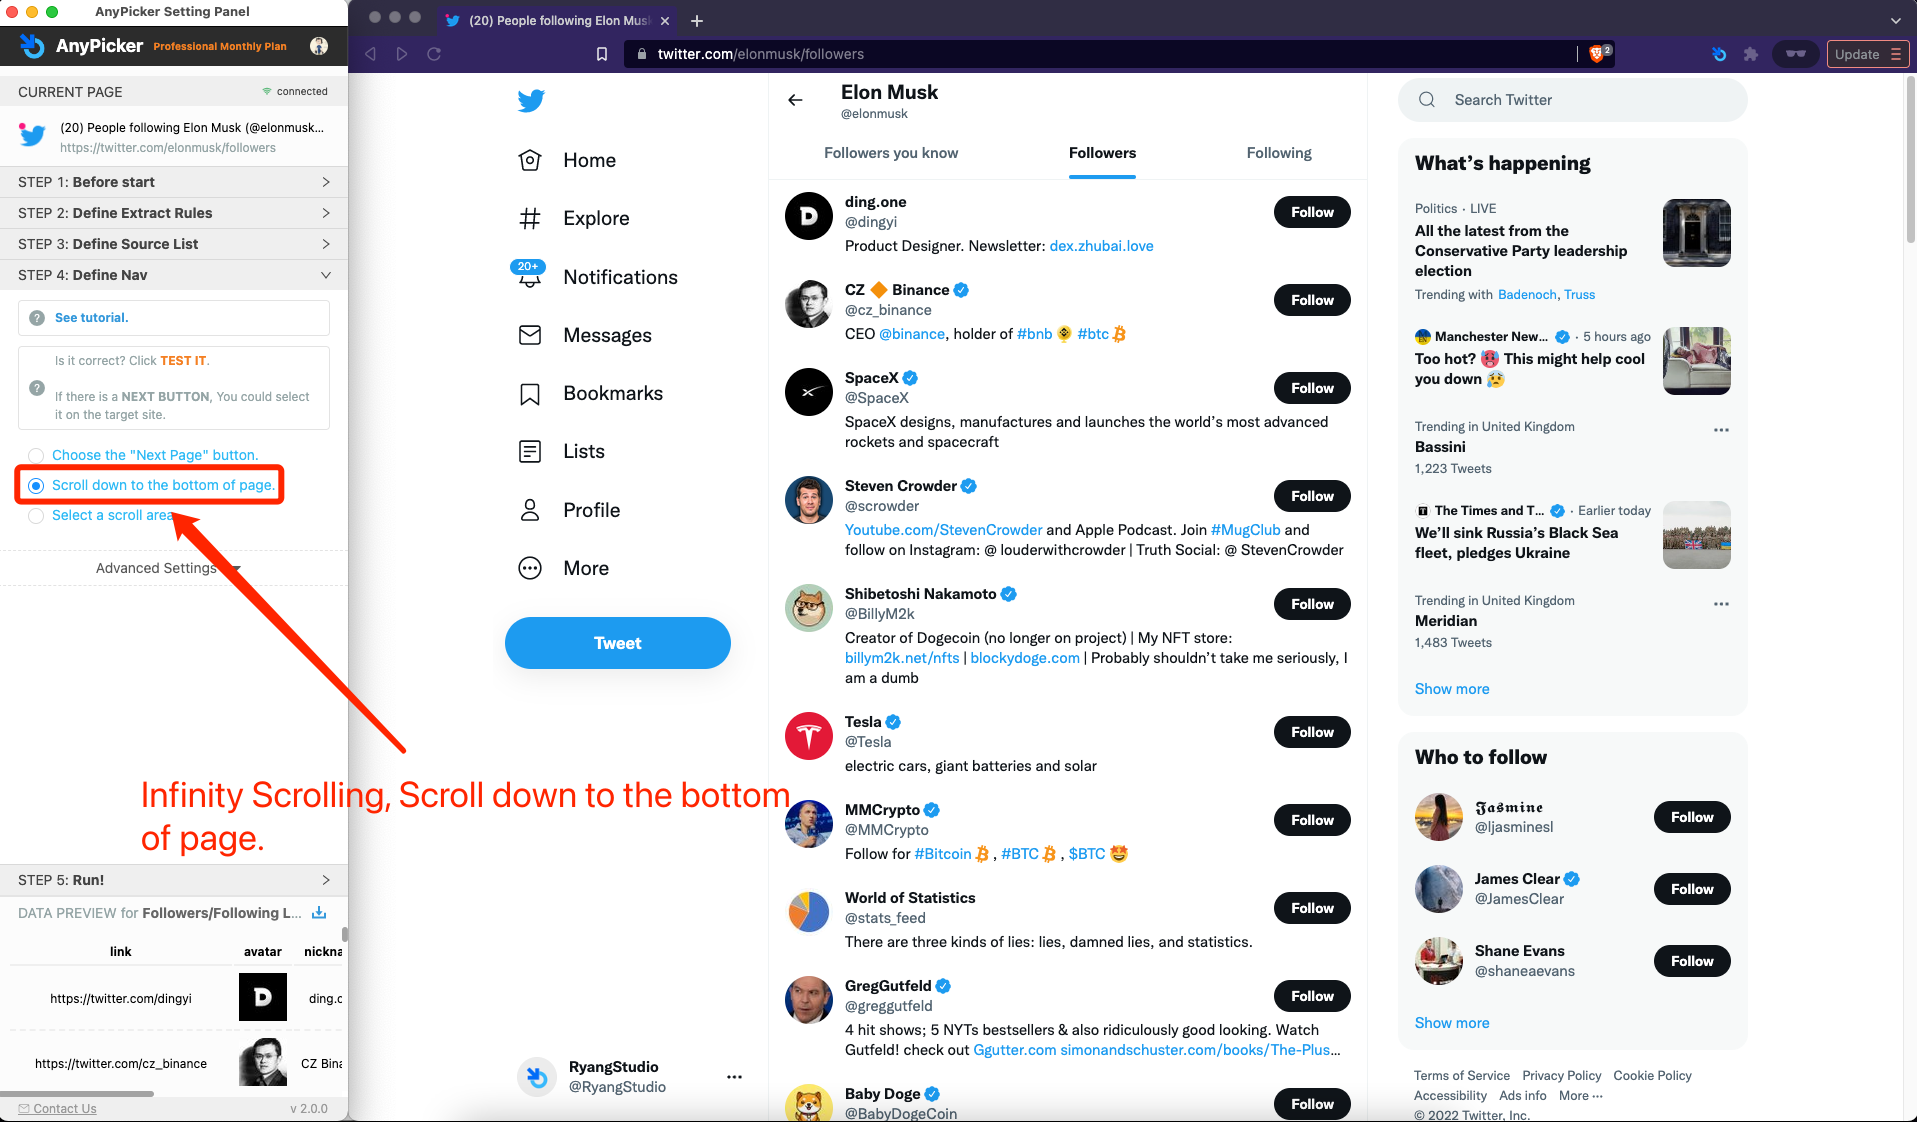 AnyPicker Setting Panel
AnyPicker Professional Monthly Plan
CURRENT PAGE connected
(20) People following Elon Musk (@elonmusk...
https://twitter.com/elonmusk/followers
STEP 1: Before start
STEP 2: Define Extract Rules
STEP 3: Define Source List
STEP 4: Define Nav
See tutorial.
Is it correct? Click TEST IT.
If there is a NEXT BUTTON, You could select
it on the target site.
Choose the "Next Page" button.
Scroll down to the bottom of page.
Select a scroll area
Advanced Settings
Infinity Scrolling, Scroll down to the bottom
of page.
STEP 5: Run!
DATA PREVIEW for Followers/Following L...
link avatar nickna
https://twitter.com/dingyi D ding.c
https://twitter.com/cz_binance CZ Bina
Contact Us v 2.0.0
(20) People following Elon Musk
twitter.com/elonmusk/followers
2
Update
Home
Explore
20+
Notifications
Messages
Bookmarks
Lists
Profile
More
Tweet
RyangStudio
@RyangStudio
Elon Musk
@elonmusk
Followers you know Followers Following
D
ding.one
@dingyi
Follow
Product Designer. Newsletter: dex.zhubai.love
CZ 🔶 Binance
@cz_binance
Follow
CEO @binance, holder of #bnb #btc
SpaceX
@SpaceX
Follow
SpaceX designs, manufactures and launches the world’s most advanced
rockets and spacecraft
Steven Crowder
@scrowder
Follow
Youtube.com/StevenCrowder and Apple Podcast. Join #MugClub and
follow on Instagram: @ louderwithcrowder | Truth Social: @ StevenCrowder
Shibetoshi Nakamoto
@BillyM2k
Follow
Creator of Dogecoin (no longer on project) | My NFT store:
billym2k.net/nfts | blockydoge.com | Probably shouldn’t take me seriously, I
am a dumb
Tesla
@Tesla
Follow
electric cars, giant batteries and solar
MMCrypto
@MMCrypto
Follow
Follow for #Bitcoin , #BTC , $BTC 🤩
World of Statistics
@stats_feed
Follow
There are three kinds of lies: lies, damned lies, and statistics.
GregGutfeld
@greggutfeld
Follow
4 hit shows; 5 NYTs bestsellers & also ridiculously good looking. Watch
Gutfeld! check out Ggutter.com simonandschuster.com/books/The-Plus...
Baby Doge
@BabyDogeCoin
Follow
Search Twitter
What’s happening
Politics · LIVE
All the latest from the
Conservative Party leadership
election
Trending with Badenoch, Truss
Manchester New... · 5 hours ago
Too hot? 🥵 This might help cool
you down 😰
Trending in United Kingdom
Bassini
1,223 Tweets
The Times and T... · Earlier today
We’ll sink Russia’s Black Sea
fleet, pledges Ukraine
Trending in United Kingdom
Meridian
1,483 Tweets
Show more
Who to follow
𝕵𝖆𝖘𝖒𝖎𝖓𝖊
@ljasminesl
Follow
James Clear
@JamesClear
Follow
Shane Evans
@shaneaevans
Follow
Show more
Terms of Service Privacy Policy Cookie Policy
Accessibility Ads info More ···
© 2022 Twitter, Inc.